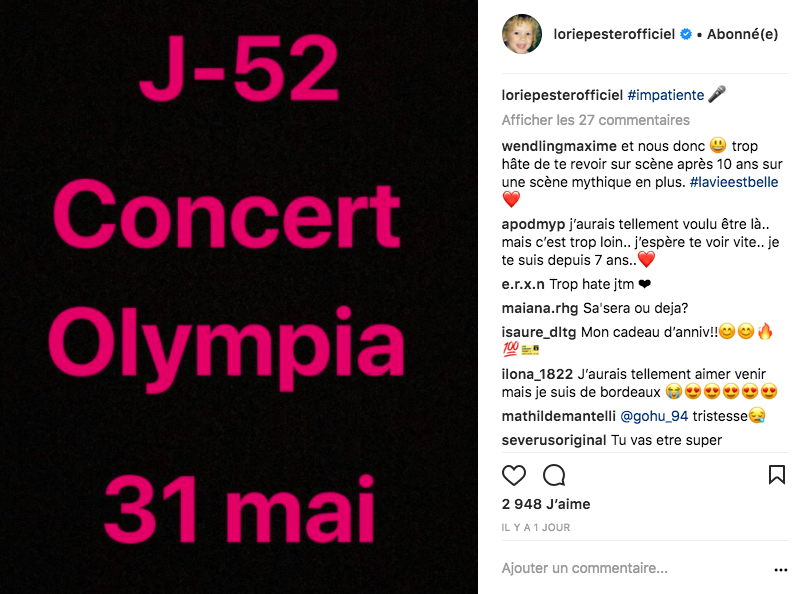 J-52
Concert
Olympia
31 mai
loriepesterofficiel • Abonné(e)
loriepesterofficiel #impatiente 🎤
Afficher les 27 commentaires
wendlingmaxime et nous donc 😃 trop
hâte de te revoir sur scène après 10 ans sur
une scène mythique en plus. #lavieestbelle
❤️
apodmyp j’aurais tellement voulu être là..
mais c’est trop loin.. j’espère te voir vite.. je
te suis depuis 7 ans..❤️
e.r.x.n Trop hate jtm ❤
maiana.rhg Sa'sera ou deja?
isaure_dltg Mon cadeau d’anniv!!😊😊🔥
💯🎫
ilona_1822 J’aurais tellement aimer venir
mais je suis de bordeaux 😭😍😍😍😍😍
mathildemantelli @gohu_94 tristesse😪
severusoriginal Tu vas etre super
2 948 J’aime
IL Y A 1 JOUR
Ajouter un commentaire...